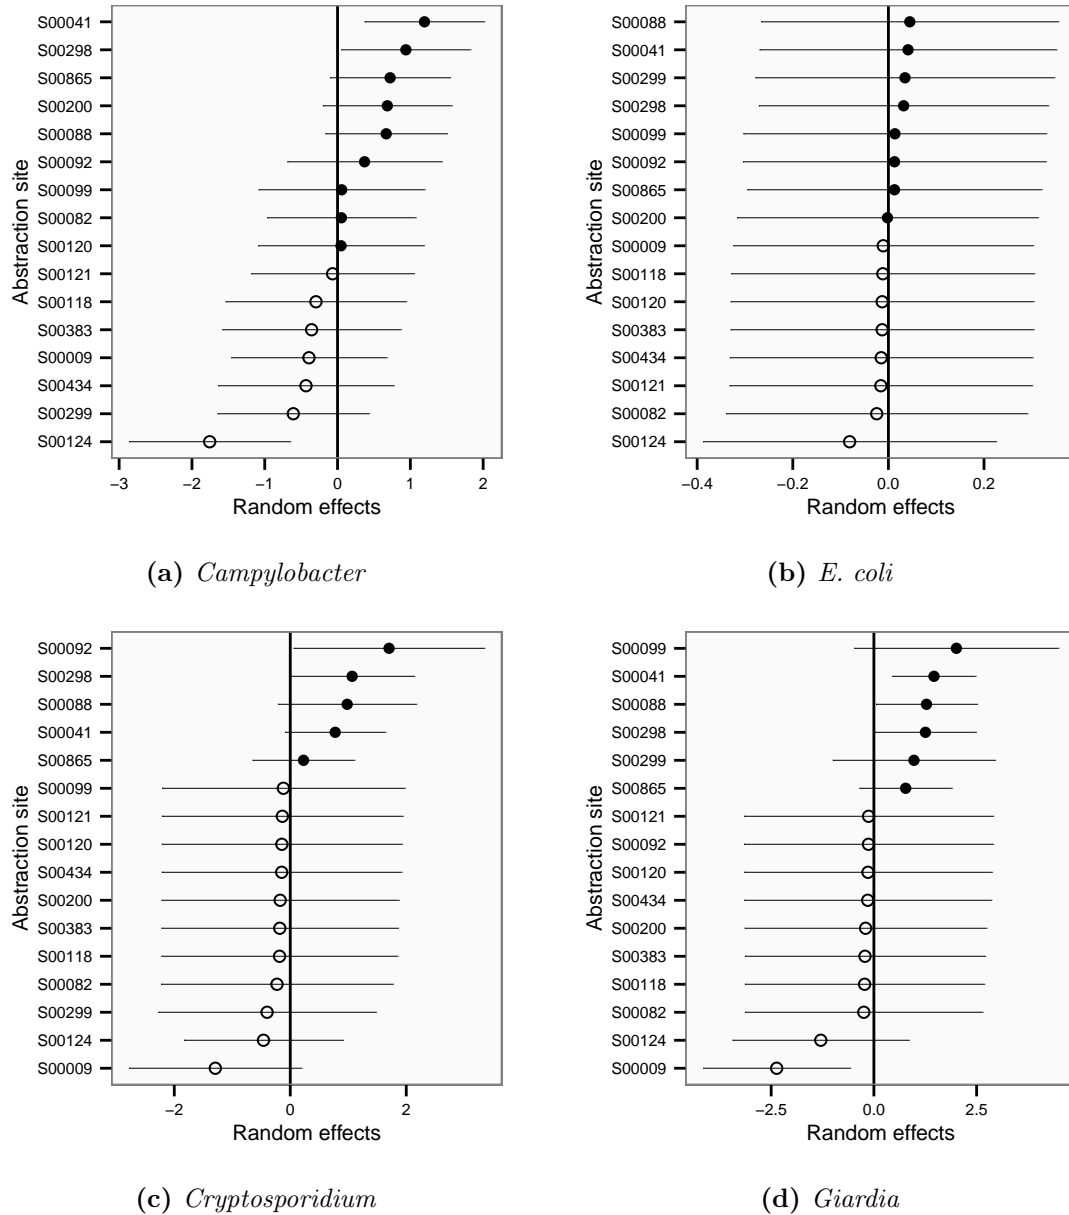 Abstraction site
S00041
S00298
S00865
S00200
S00088
S00092
S00099
S00082
S00120
S00121
S00118
S00383
S00009
S00434
S00299
S00124
−3 −2 −1 0 1 2
Random effects
(a) Campylobacter
Abstraction site
S00088
S00041
S00299
S00298
S00099
S00092
S00865
S00200
S00009
S00118
S00120
S00383
S00434
S00121
S00082
S00124
−0.4 −0.2 0.0 0.2
Random effects
(b) E. coli
Abstraction site
S00092
S00298
S00088
S00041
S00865
S00099
S00121
S00120
S00434
S00200
S00383
S00118
S00082
S00299
S00124
S00009
−2 0 2
Random effects
(c) Cryptosporidium
Abstraction site
S00099
S00041
S00088
S00298
S00299
S00865
S00121
S00092
S00120
S00434
S00200
S00383
S00118
S00082
S00124
S00009
−2.5 0.0 2.5
Random effects
(d) Giardia